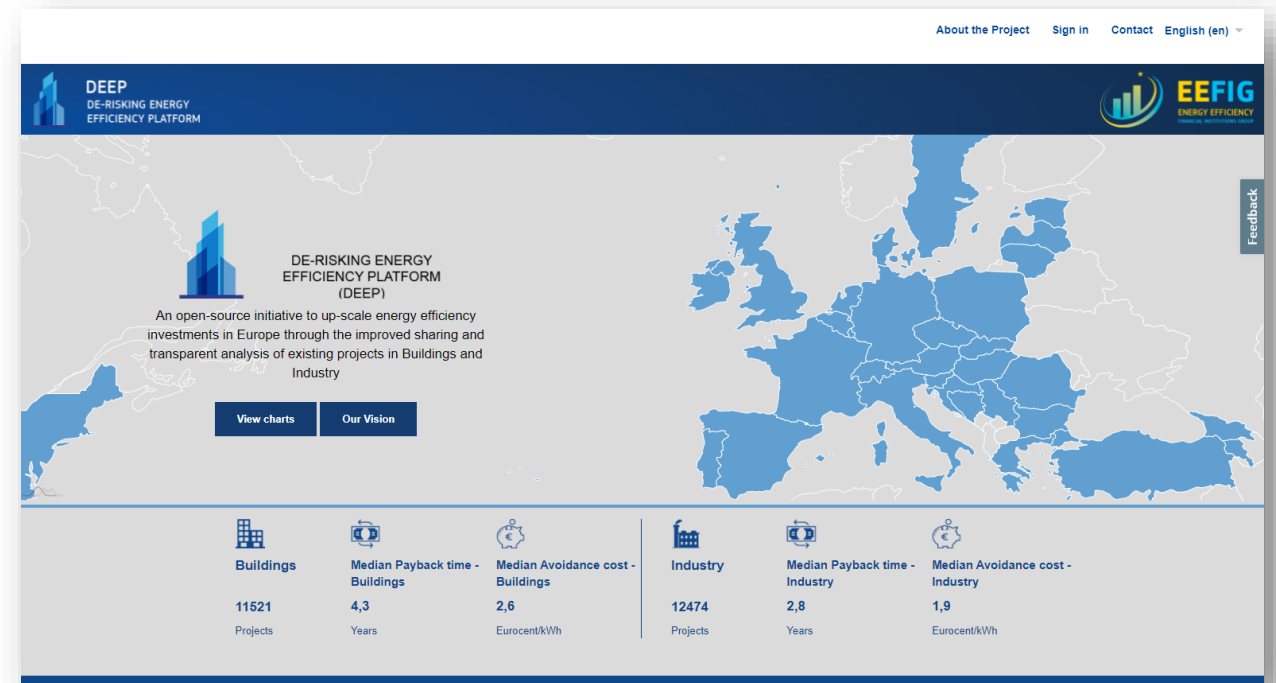 About the Project Sign in Contact English (en)
DEEP
DE-RISKING ENERGY
EFFICIENCY PLATFORM
EEFIG
ENERGY EFFICIENCY
FINANCIAL INSTITUTIONS GROUP
Feedback
DE-RISKING ENERGY
EFFICIENCY PLATFORM
(DEEP)
An open-source initiative to up-scale energy efficiency
investments in Europe through the improved sharing and
transparent analysis of existing projects in Buildings and
Industry
View charts Our Vision
Buildings
11521
Projects
Median Payback time -
Buildings
4,3
Years
Median Avoidance cost -
Buildings
2,6
Eurocent/kWh
Industry
12474
Projects
Median Payback time -
Industry
2,8
Years
Median Avoidance cost -
Industry
1,9
Eurocent/kWh